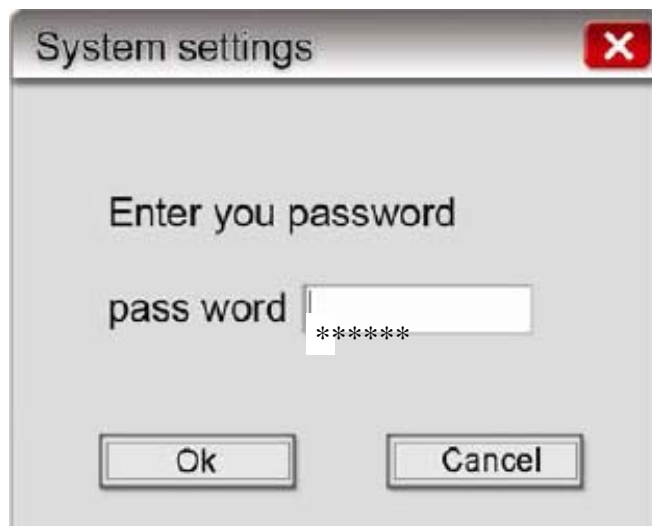 System settings
Enter you password
pass word
******
Ok Cancel